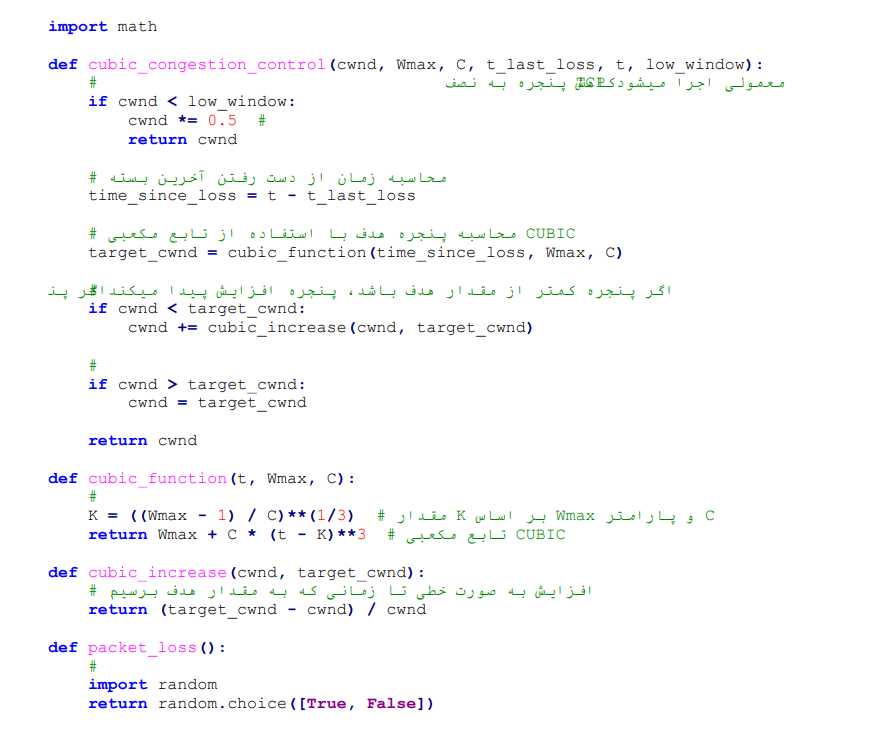 import math
def cubic_congestion_control(cwnd, Wmax, C, t_last_loss, t, low_window):
# معمولی اجرا میشود پنجره به نصف
if cwnd < low_window:
cwnd *= 0.5 #
return cwnd
# محاسبه زمان از دست رفتن آخرین بسته
time_since_loss = t - t_last_loss
# محاسبه پنجره هدف با استفاده از تابع مکعبی CUBIC
target_cwnd = cubic_function(time_since_loss, Wmax, C)
# اگر پنجره کمتر از مقدار هدف باشد، پنجره افزایش پیدا میکند
if cwnd < target_cwnd:
cwnd += cubic_increase(cwnd, target_cwnd)
#
if cwnd > target_cwnd:
cwnd = target_cwnd
return cwnd
def cubic_function(t, Wmax, C):
#
K = ((Wmax - 1) / C)**(1/3) # مقدار K بر اساس Wmax و پارامتر C
return Wmax + C * (t - K)**3 # تابع مکعبی CUBIC
def cubic_increase(cwnd, target_cwnd):
# افزایش به صورت خطی تا زمانی که به مقدار هدف برسیم
return (target_cwnd - cwnd) / cwnd
def packet_loss():
#
import random
return random.choice([True, False])